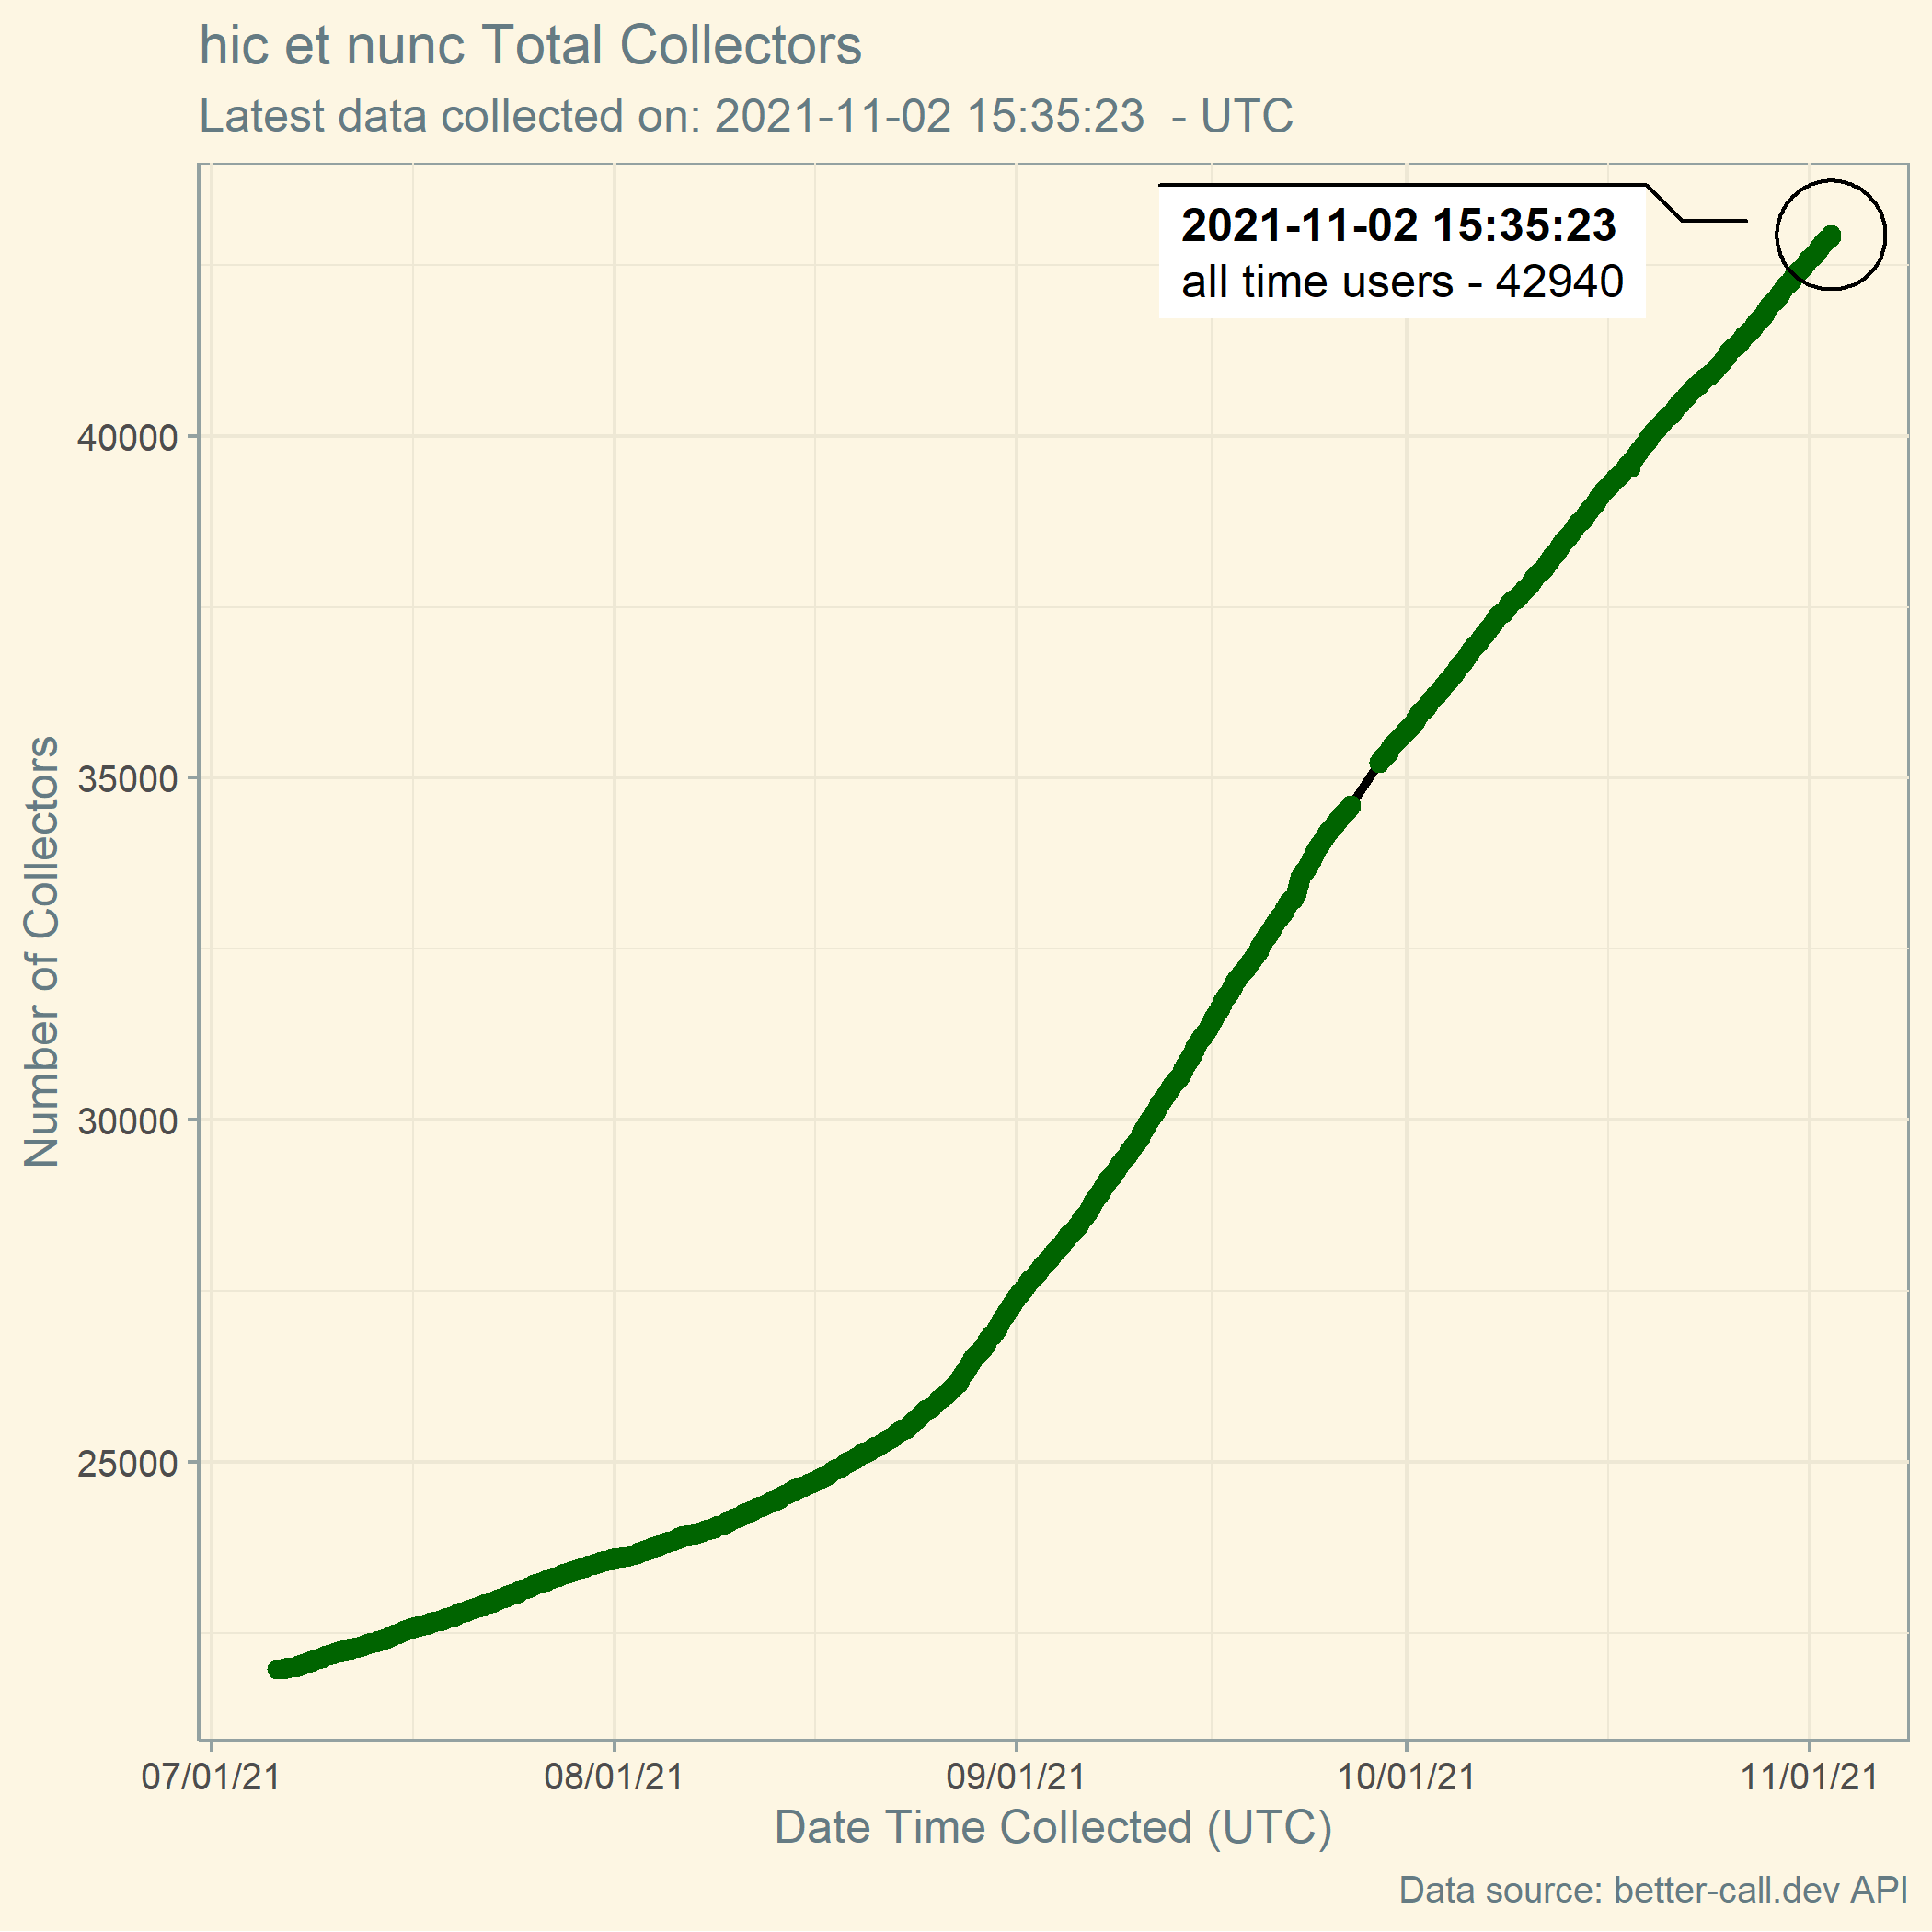 hic et nunc Total Collectors
Latest data collected on: 2021-11-02 15:35:23  - UTC
2021-11-02 15:35:23
all time users - 42940
Number of Collectors
40000
35000
30000
25000
07/01/21
08/01/21
09/01/21
10/01/21
11/01/21
Date Time Collected (UTC)
Data source: better-call.dev API